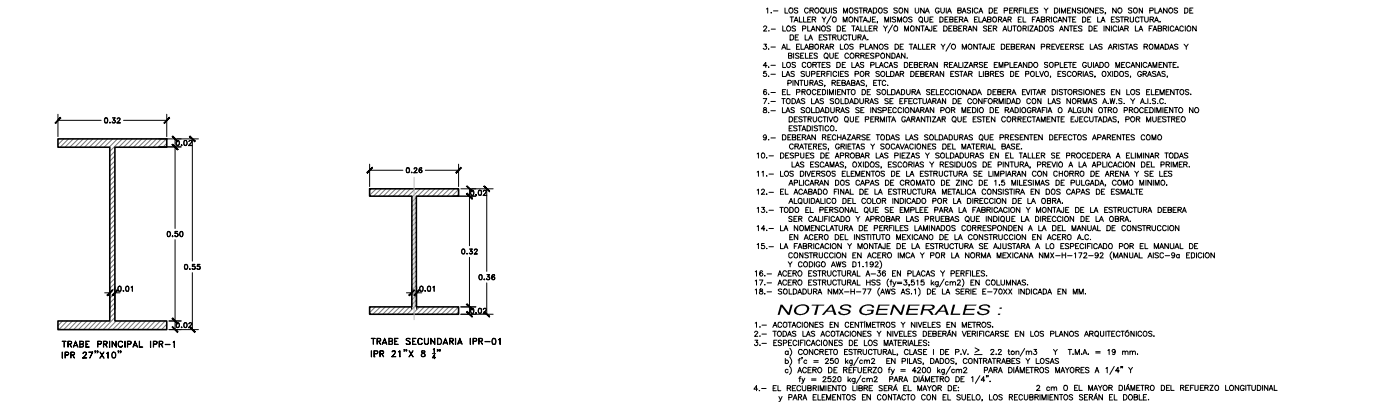 0.32
0.02
0.50
0.55
0.01
0.02
TRABE PRINCIPAL IPR-1
IPR 27"X10"
0.26
0.02
0.32
0.36
0.01
0.02
TRABE SECUNDARIA IPR-01
IPR 21"X 8 1/4"
1.- LOS CROQUIS MOSTRADOS SON UNA GUIA BASICA DE PERFILES Y DIMENSIONES, NO SON PLANOS DE
TALLER Y/O MONTAJE, MISMOS QUE DEBERA ELABORAR EL FABRICANTE DE LA ESTRUCTURA.
2.- LOS PLANOS DE TALLER Y/O MONTAJE DEBERAN SER AUTORIZADOS ANTES DE INICIAR LA FABRICACION
DE LA ESTRUCTURA.
3.- AL ELABORAR LOS PLANOS DE TALLER Y/O MONTAJE DEBERAN PREVEERSE LAS ARISTAS ROMADAS Y
BISELES QUE CORRESPONDAN.
4.- LOS CORTES DE LAS PLACAS DEBERAN REALIZARSE EMPLEANDO SOPLETE GUIADO MECANICAMENTE.
5.- LAS SUPERFICIES POR SOLDAR DEBERAN ESTAR LIBRES DE POLVO, ESCORIAS, OXIDOS, GRASAS,
PINTURAS, REBABAS, ETC.
6.- EL PROCEDIMIENTO DE SOLDADURA SELECCIONADA DEBERA EVITAR DISTORSIONES EN LOS ELEMENTOS.
7.- TODAS LAS SOLDADURAS SE EFECTUARAN DE CONFORMIDAD CON LAS NORMAS A.W.S. Y A.I.S.C.
8.- LAS SOLDADURAS SE INSPECCIONARAN POR MEDIO DE RADIOGRAFIA O ALGUN OTRO PROCEDIMIENTO NO
DESTRUCTIVO QUE PERMITA GARANTIZAR QUE ESTEN CORRECTAMENTE EJECUTADAS, POR MUESTREO
ESTADISTICO.
9.- DEBERAN RECHAZARSE TODAS LAS SOLDADURAS QUE PRESENTEN DEFECTOS APARENTES COMO
CRATERES, GRIETAS Y SOCAVACIONES DEL MATERIAL BASE.
10.- DESPUES DE APROBAR LAS PIEZAS Y SOLDADURAS EN EL TALLER SE PROCEDERA A ELIMINAR TODAS
LAS ESCAMAS, OXIDOS, ESCORIAS Y RESIDUOS DE PINTURA, PREVIO A LA APLICACION DEL PRIMER.
11.- LOS DIVERSOS ELEMENTOS DE LA ESTRUCTURA SE LIMPIARAN CON CHORRO DE ARENA Y SE LES
APLICARAN DOS CAPAS DE CROMATO DE ZINC DE 1.5 MILESIMAS DE PULGADA, COMO MINIMO.
12.- EL ACABADO FINAL DE LA ESTRUCTURA METALICA CONSISTIRA EN DOS CAPAS DE ESMALTE
ALQUIDALICO DEL COLOR INDICADO POR LA DIRECCION DE LA OBRA.
13.- TODO EL PERSONAL QUE SE EMPLEE PARA LA FABRICACION Y MONTAJE DE LA ESTRUCTURA DEBERA
SER CALIFICADO Y APROBAR LAS PRUEBAS QUE INDIQUE LA DIRECCION DE LA OBRA.
14.- LA NOMENCLATURA DE PERFILES LAMINADOS CORRESPONDEN A LA DEL MANUAL DE CONSTRUCCION
EN ACERO DEL INSTITUTO MEXICANO DE LA CONSTRUCCION EN ACERO A.C.
15.- LA FABRICACION Y MONTAJE DE LA ESTRUCTURA SE AJUSTARA A LO ESPECIFICADO POR EL MANUAL DE
CONSTRUCCION EN ACERO IMCA Y POR LA NORMA MEXICANA NMX-H-172-92 (MANUAL AISC-9a EDICION
Y CODIGO AWS D1.192)
16.- ACERO ESTRUCTURAL A-36 EN PLACAS Y PERFILES.
17.- ACERO ESTRUCTURAL HSS (fy=3,515 kg/cm2) EN COLUMNAS.
18.- SOLDADURA NMX-H-77 (AWS AS.1) DE LA SERIE E-70XX INDICADA EN MM.
NOTAS GENERALES :
1.- ACOTACIONES EN CENTÍMETROS Y NIVELES EN METROS.
2.- TODAS LAS ACOTACIONES Y NIVELES DEBERÁN VERIFICARSE EN LOS PLANOS ARQUITECTÓNICOS.
3.- ESPECIFICACIONES DE LOS MATERIALES:
a) CONCRETO ESTRUCTURAL, CLASE I DE P.V. ≥ 2.2 ton/m3 Y T.M.A. = 19 mm.
b) f'c = 250 kg/cm2 EN PILAS, DADOS, CONTRATRABES Y LOSAS
c) ACERO DE REFUERZO fy = 4200 kg/cm2 PARA DIÁMETROS MAYORES A 1/4" Y
fy = 2520 kg/cm2 PARA DIÁMETRO DE 1/4".
4.- EL RECUBRIMIENTO LIBRE SERÁ EL MAYOR DE: 2 cm O EL MAYOR DIÁMETRO DEL REFUERZO LONGITUDINAL
y PARA ELEMENTOS EN CONTACTO CON EL SUELO, LOS RECUBRIMIENTOS SERÁN EL DOBLE.